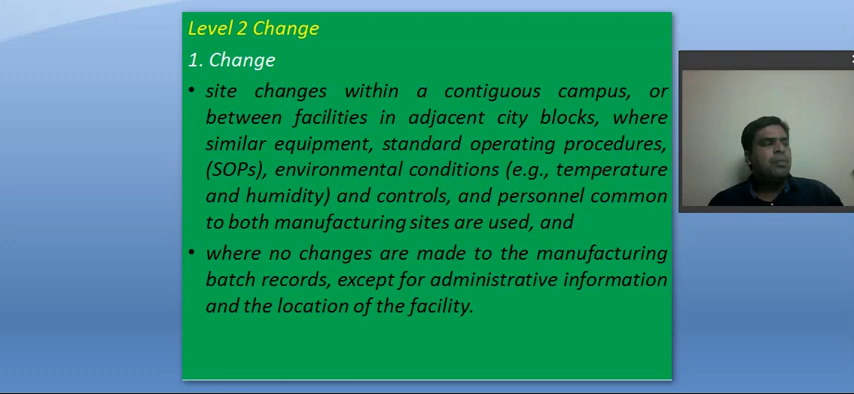 Level 2 Change
1. Change
• site changes within a contiguous campus, or
between facilities in adjacent city blocks, where
similar equipment, standard operating procedures,
(SOPs), environmental conditions (e.g., temperature
and humidity) and controls, and personnel common
to both manufacturing sites are used, and
• where no changes are made to the manufacturing
batch records, except for administrative information
and the location of the facility.